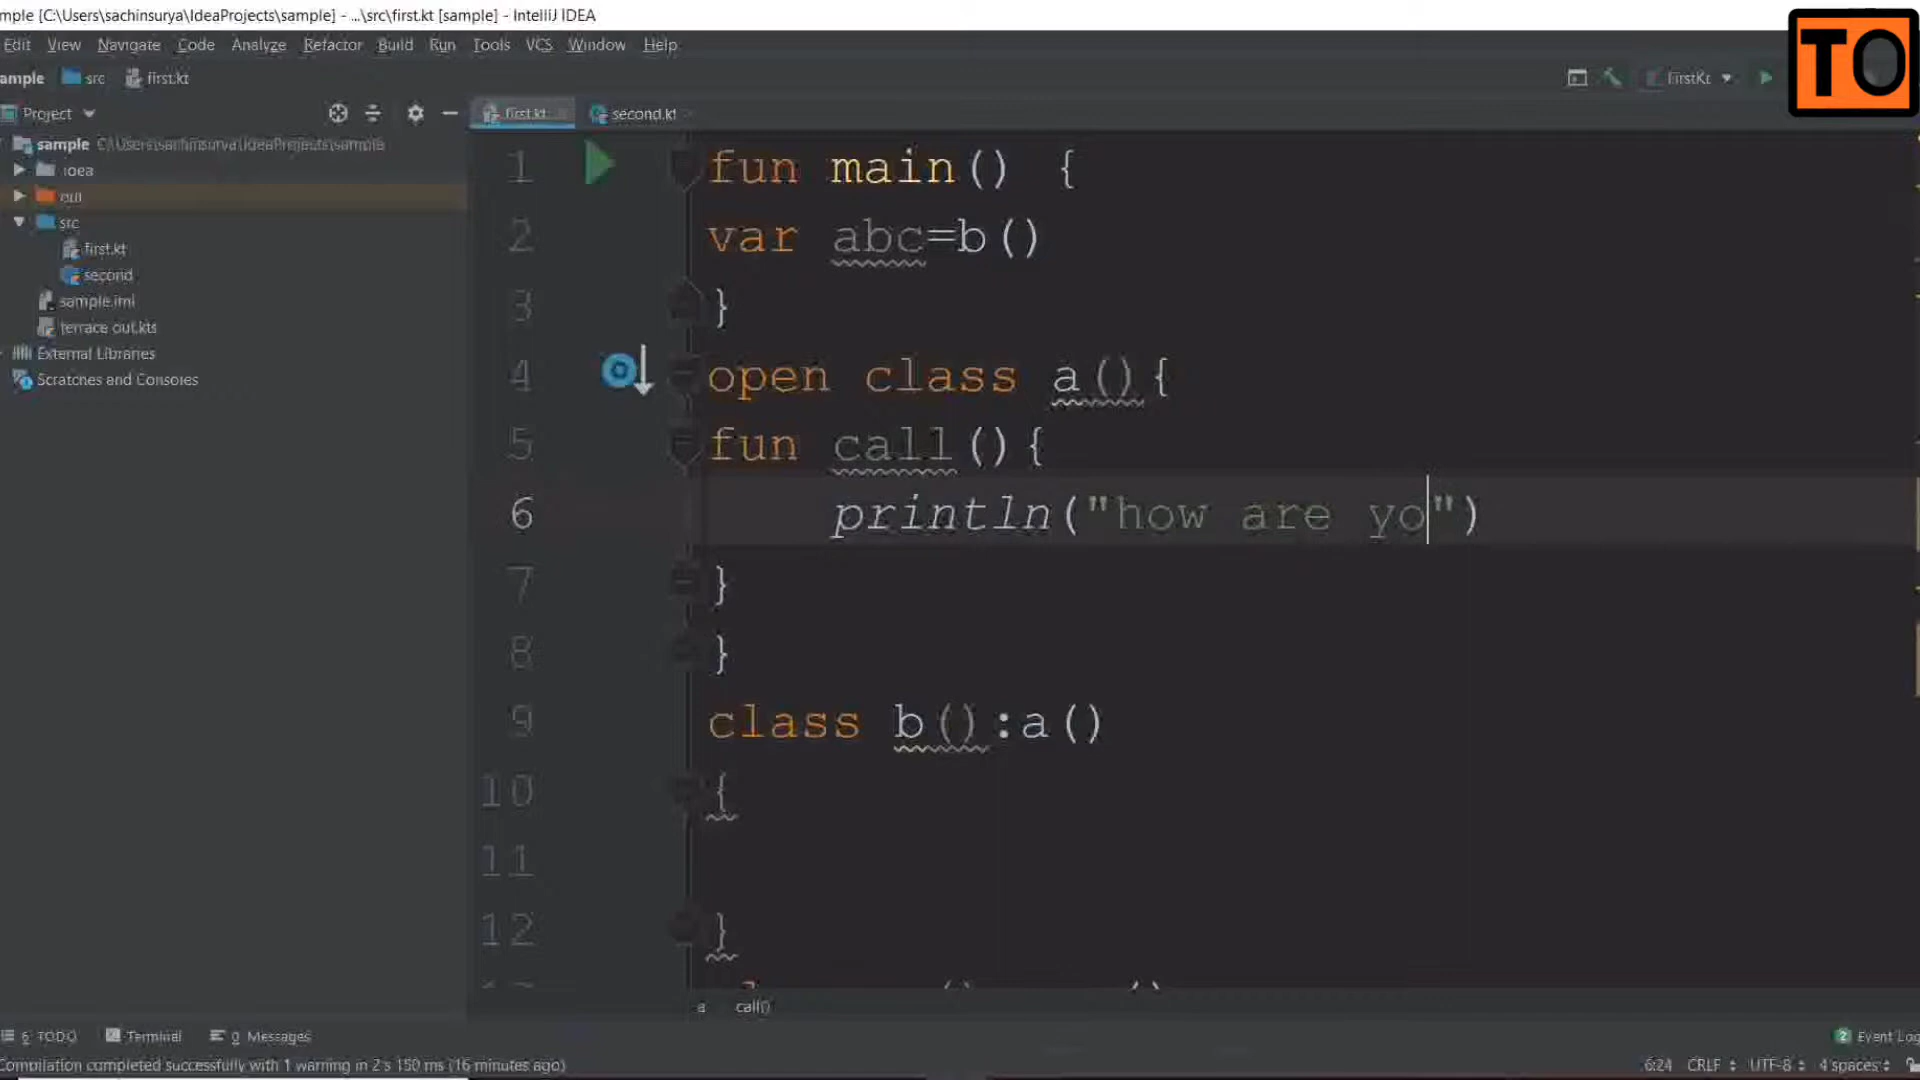 mple [C:\Users\sachinsurya\IdeaProjects\sample] - ...\src\first.kt [sample] - IntelliJ IDEA
Edit View Navigate Code Analyze Refactor Build Run Tools VCS Window Help
TO
ample src first.kt
FirstKt
Project
first.kt
second.kt
sample C:\Users\sachinsurya\IdeaProjects\sample
.idea
out
src
first.kt
second
sample.iml
terrace out.kts
External Libraries
Scratches and Consoles
1 fun main() {
2 var abc=b()
3 }
4 open class a(){
5 fun call(){
6 println("how are yo")
7 }
8 }
9 class b():a()
10 {
11
12 }
a call()
6: TODO Terminal 0: Messages
2 Event Log
Compilation completed successfully with 1 warning in 2 s 150 ms (16 minutes ago)
6:24 CRLF UTF-8 4 spaces